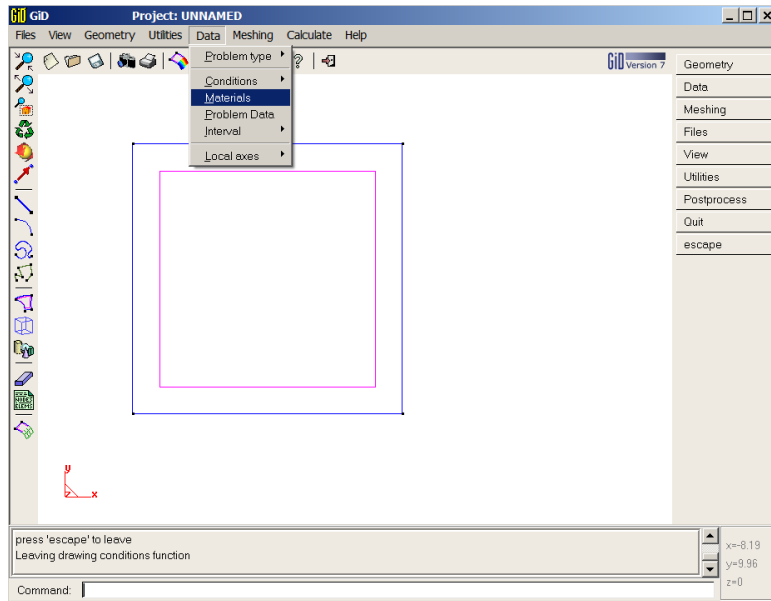 GiD GiD Project: UNNAMED
Files View Geometry Utilities Data Meshing Calculate Help
GiD Version 7
Problem type
Conditions
Materials
Problem Data
Interval
Local axes
Geometry
Data
Meshing
Files
View
Utilities
Postprocess
Quit
escape
y
z x
press 'escape' to leave
Leaving drawing conditions function
x=-8.19
y=9.96
z=0
Command: